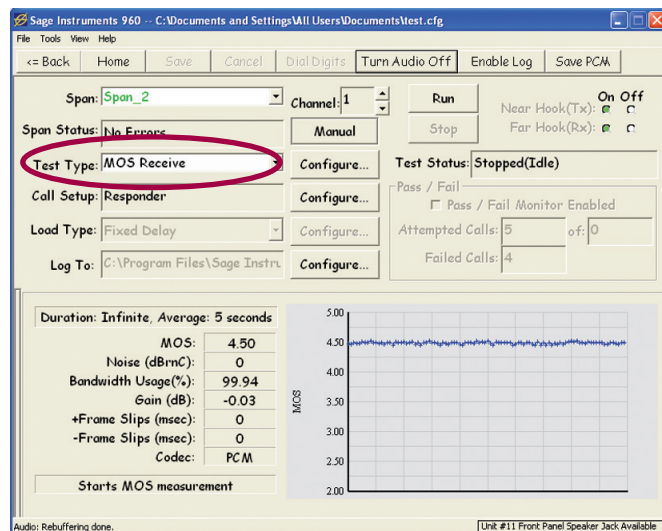 Sage Instruments 960 -- C:\Documents and Settings\All Users\Documents\test.cfg
File Tools View Help
<= Back Home Save Cancel Dial Digits Turn Audio Off Enable Log Save PCM
Span: Span_2 Channel: 1 Run On Off
Near Hook(Tx):
Span Status: No Errors Manual Stop Far Hook(Rx):
Test Type: MOS Receive Configure... Test Status: Stopped(Idle)
Pass / Fail
Call Setup: Responder Configure... Pass / Fail Monitor Enabled
Load Type: Fixed Delay Configure... Attempted Calls: 5 of: 0
Log To: C:\Program Files\Sage Instru Configure... Failed Calls: 4
Duration: Infinite, Average: 5 seconds
MOS: 4.50
Noise (dBrnC): 0
Bandwidth Usage(%): 99.94
Gain (dB): -0.03
+Frame Slips (msec): 0
-Frame Slips (msec): 0
Codec: PCM
Starts MOS measurement
MOS
5.00
4.50
4.00
3.50
3.00
2.50
2.00
Audio: Rebuffering done. Unit #11 Front Panel Speaker Jack Available